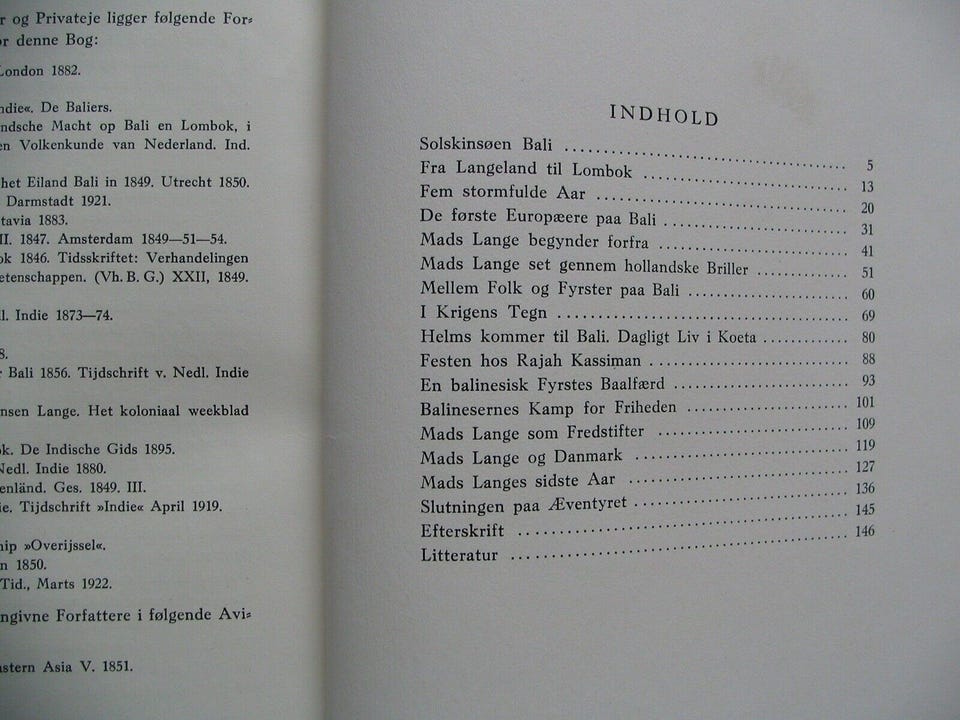 r og Privateje ligger følgende For-
or denne Bog:
London 1882.
ndie«. De Baliers.
ndsche Macht op Bali en Lombok, i
en Volkenkunde van Nederland. Ind.
het Eiland Bali in 1849. Utrecht 1850.
Darmstadt 1921.
tavia 1883.
II. 1847. Amsterdam 1849—51—54.
ok 1846. Tidsskriftet: Verhandelingen
etenschappen. (Vh. B. G.) XXII, 1849.
l. Indie 1873—74.
8.
r Bali 1856. Tijdschrift v. Nedl. Indie
nsen Lange. Het koloniaal weekblad
ok. De Indische Gids 1895.
Nedl. Indie 1880.
enländ. Ges. 1849. III.
ie. Tijdschrift »Indie« April 1919.
hip »Overijssel«.
n 1850.
Tid., Marts 1922.
ngivne Forfattere i følgende Avi-
astern Asia V. 1851.
INDHOLD
Solskinsøen Bali 5
Fra Langeland til Lombok 13
Fem stormfulde Aar 20
De første Europæere paa Bali 31
Mads Lange begynder forfra 41
Mads Lange set gennem hollandske Briller 51
Mellem Folk og Fyrster paa Bali 60
I Krigens Tegn 69
Helms kommer til Bali. Dagligt Liv i Koeta 80
Festen hos Rajah Kassiman 88
En balinesisk Fyrstes Baalfærd 93
Balinesernes Kamp for Friheden 101
Mads Lange som Fredstifter 109
Mads Lange og Danmark 119
Mads Langes sidste Aar 127
Slutningen paa Æventyret 136
Efterskrift 145
Litteratur 146